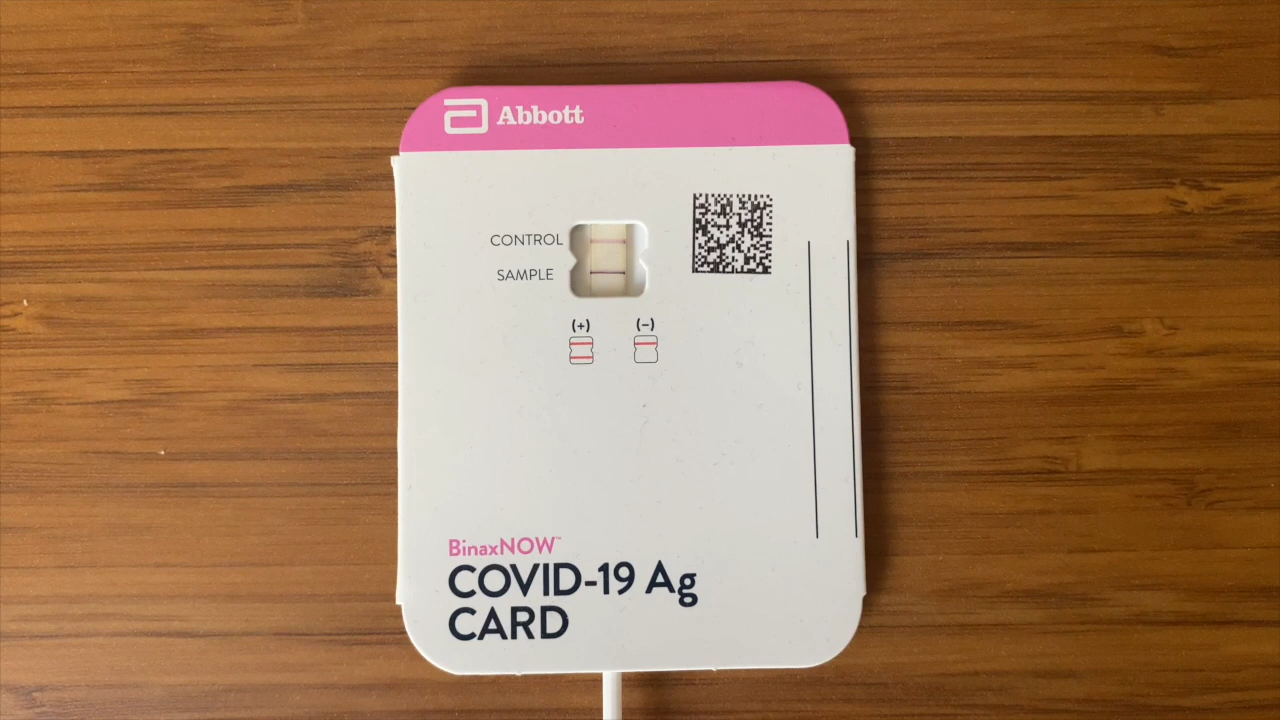 Abbott
CONTROL
SAMPLE
(+) (−)
BinaxNOW™
COVID-19 Ag
CARD